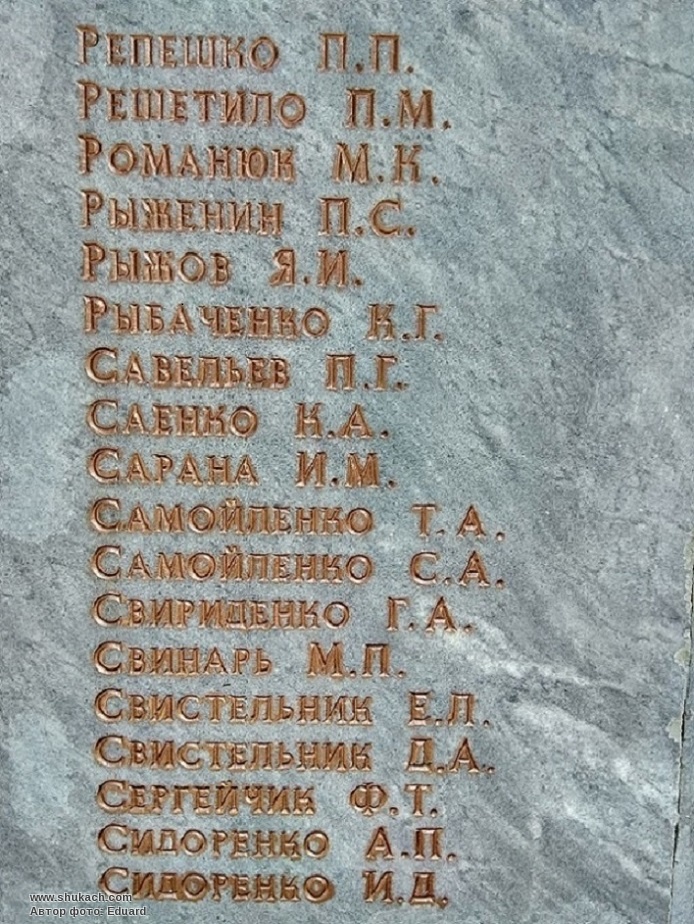 Репешко П.П.
Решетило П.М.
Романюк М.К.
Рыженин П.С.
Рыжов Я.И.
Рыбаченко К.Г.
Савельев П.Г.
Саенко К.А.
Сарана И.М.
Самойленко Т.А.
Самойленко С.А.
Свириденко Г.А.
Свинарь М.П.
Свистельник Е.Л.
Свистельник Д.А.
Сергейчик Ф.Т.
Сидоренко А.П.
Сидоренко И.Д.
www.shukach.com
Автор фото- Eduard